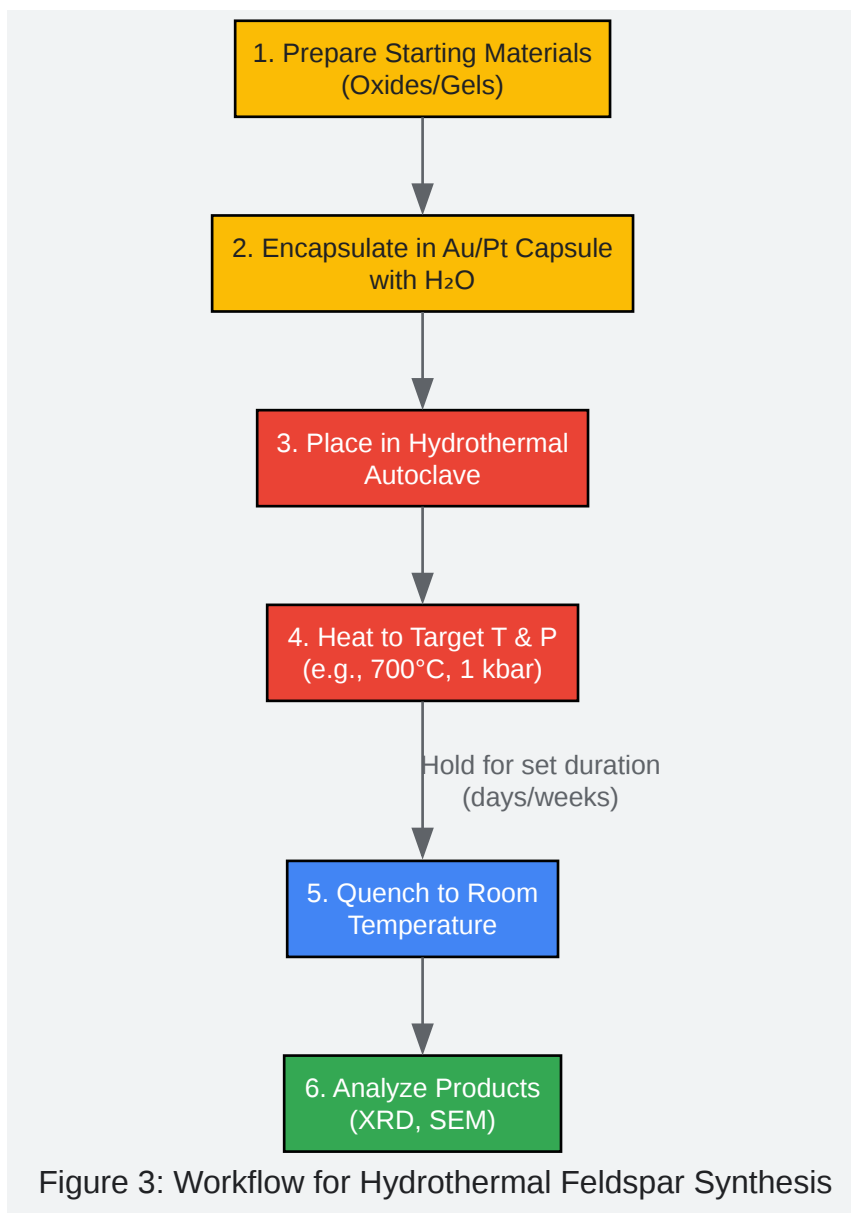 1. Prepare Starting Materials
(Oxides/Gels)
2. Encapsulate in Au/Pt Capsule
with H₂O
3. Place in Hydrothermal
Autoclave
4. Heat to Target T & P
(e.g., 700°C, 1 kbar)
Hold for set duration
(days/weeks)
5. Quench to Room
Temperature
6. Analyze Products
(XRD, SEM)
Figure 3: Workflow for Hydrothermal Feldspar Synthesis